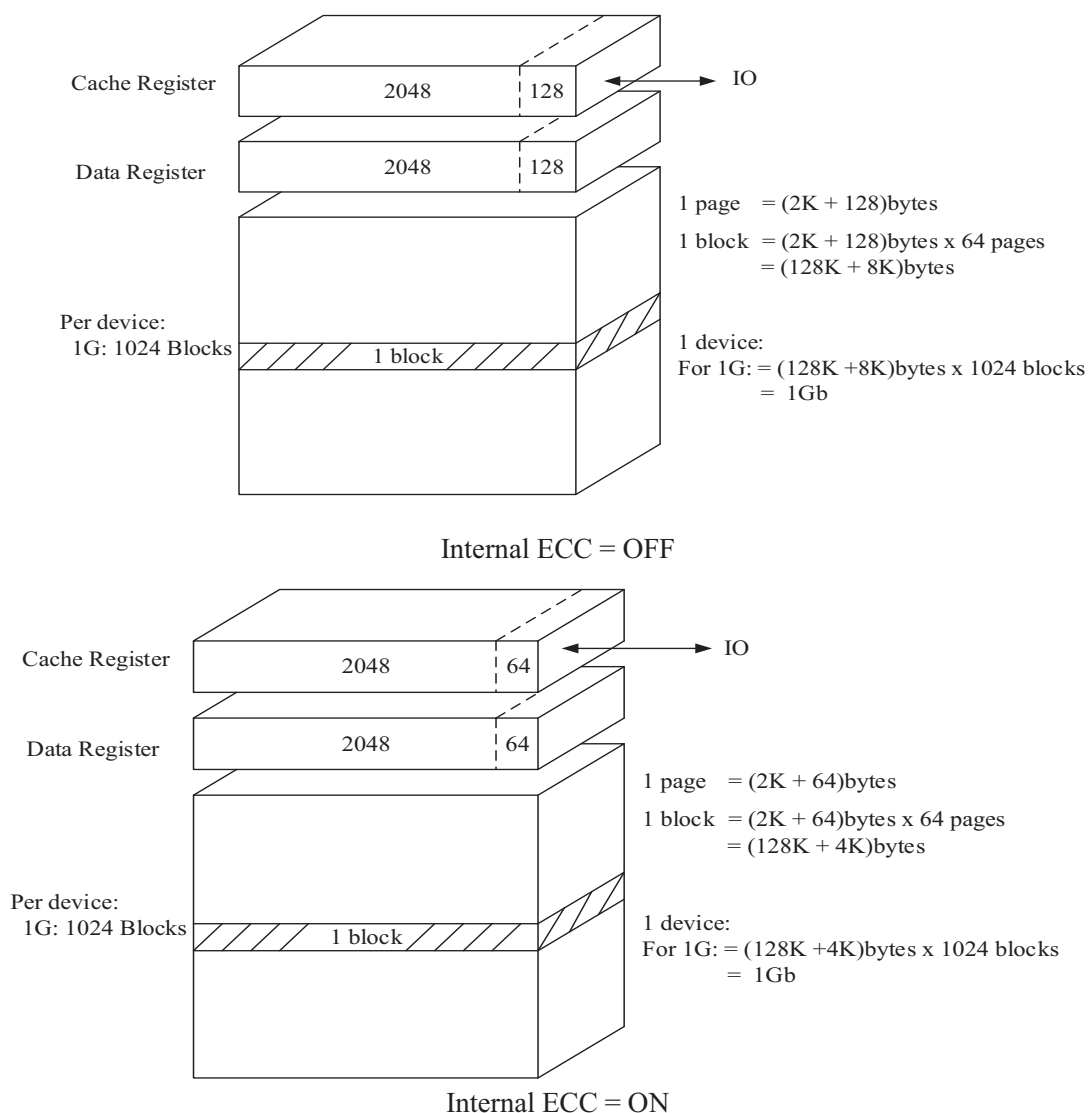 Cache Register
2048
128
IO
Data Register
2048
128
1 page = (2K + 128)bytes
1 block = (2K + 128)bytes x 64 pages
= (128K + 8K)bytes
Per device:
1G: 1024 Blocks
1 block
1 device:
For 1G: = (128K +8K)bytes x 1024 blocks
= 1Gb
Internal ECC = OFF
Cache Register
2048
64
IO
Data Register
2048
64
1 page = (2K + 64)bytes
1 block = (2K + 64)bytes x 64 pages
= (128K + 4K)bytes
Per device:
1G: 1024 Blocks
1 block
1 device:
For 1G: = (128K +4K)bytes x 1024 blocks
= 1Gb
Internal ECC = ON